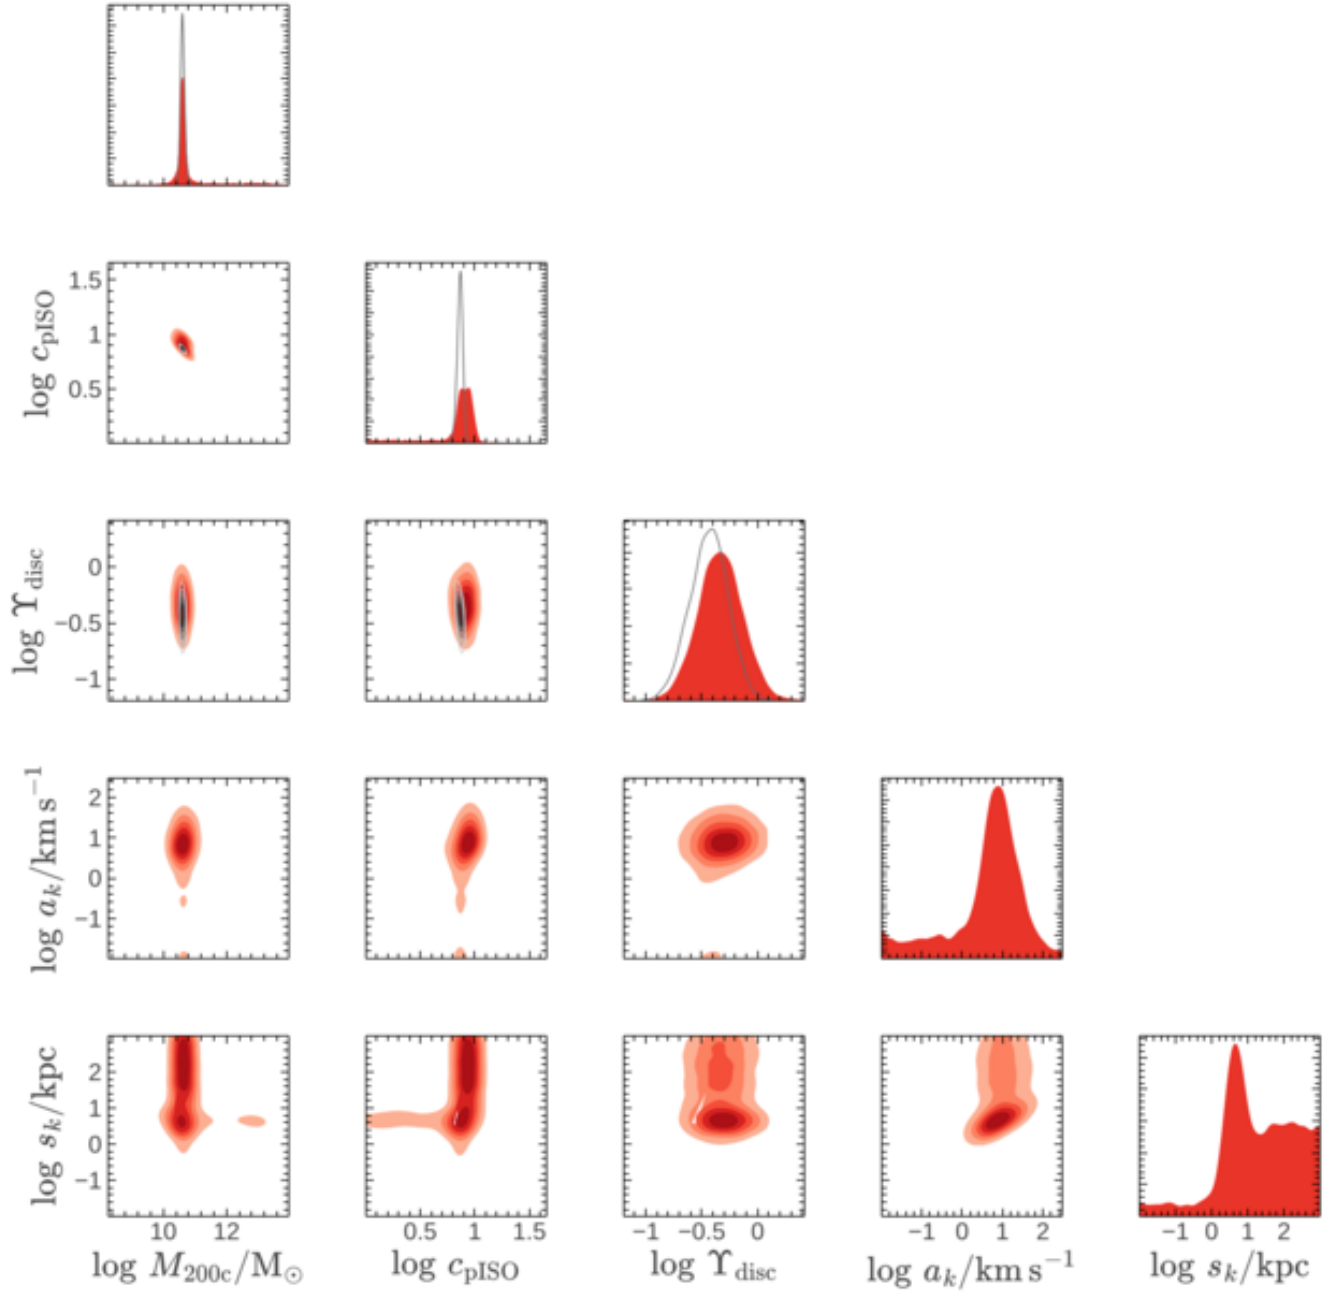 1.5
1
0.5
log c_pISO
0
−0.5
−1
log ϒ_disc
2
1
0
−1
log a_k/km s⁻¹
2
1
0
−1
log s_k/kpc
10 12 0.5 1 1.5 −1 −0.5 0 −1 0 1 2 −1 0 1 2
log M_200c/M_⊙ log c_pISO log ϒ_disc log a_k/km s⁻¹ log s_k/kpc